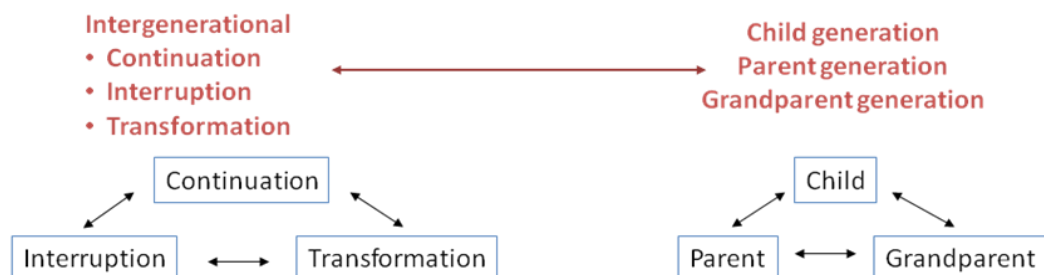 Intergenerational
• Continuation
• Interruption
• Transformation
Child generation
Parent generation
Grandparent generation
Continuation
Interruption
Transformation
Child
Parent
Grandparent